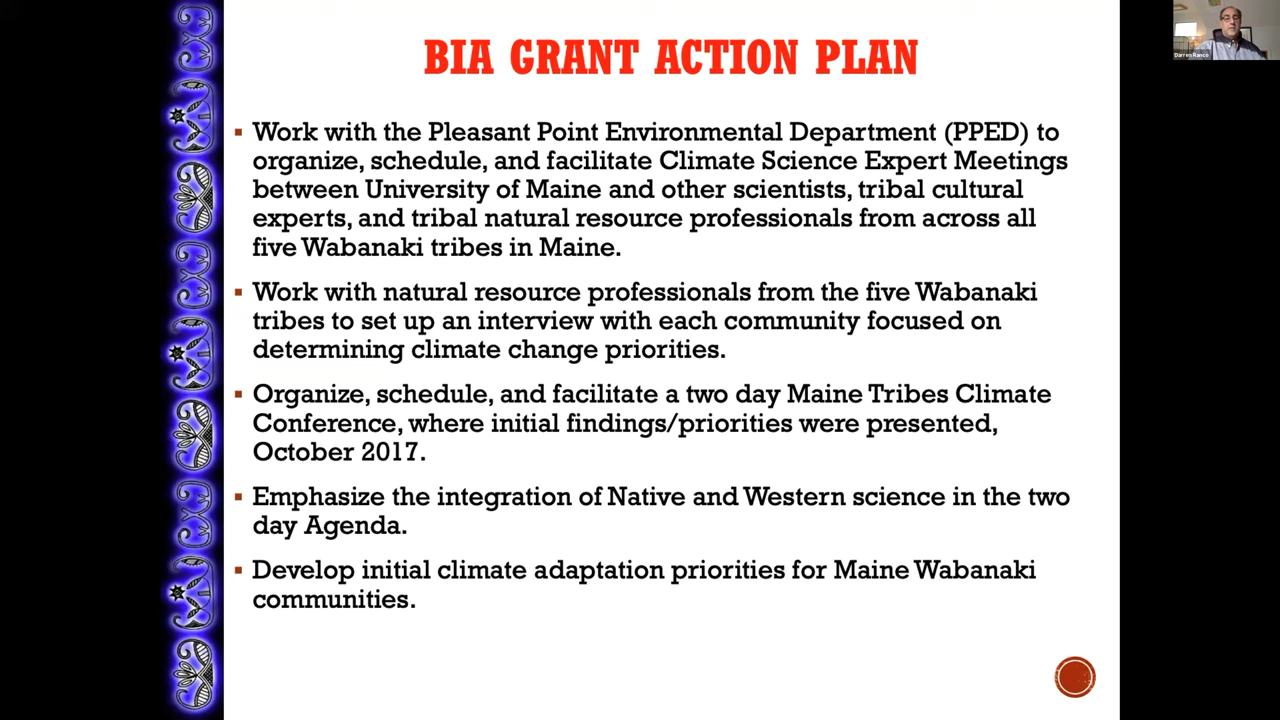 BIA GRANT ACTION PLAN
Darren Ranco
▪ Work with the Pleasant Point Environmental Department (PPED) to
organize, schedule, and facilitate Climate Science Expert Meetings
between University of Maine and other scientists, tribal cultural
experts, and tribal natural resource professionals from across all
five Wabanaki tribes in Maine.
▪ Work with natural resource professionals from the five Wabanaki
tribes to set up an interview with each community focused on
determining climate change priorities.
▪ Organize, schedule, and facilitate a two day Maine Tribes Climate
Conference, where initial findings/priorities were presented,
October 2017.
▪ Emphasize the integration of Native and Western science in the two
day Agenda.
▪ Develop initial climate adaptation priorities for Maine Wabanaki
communities.